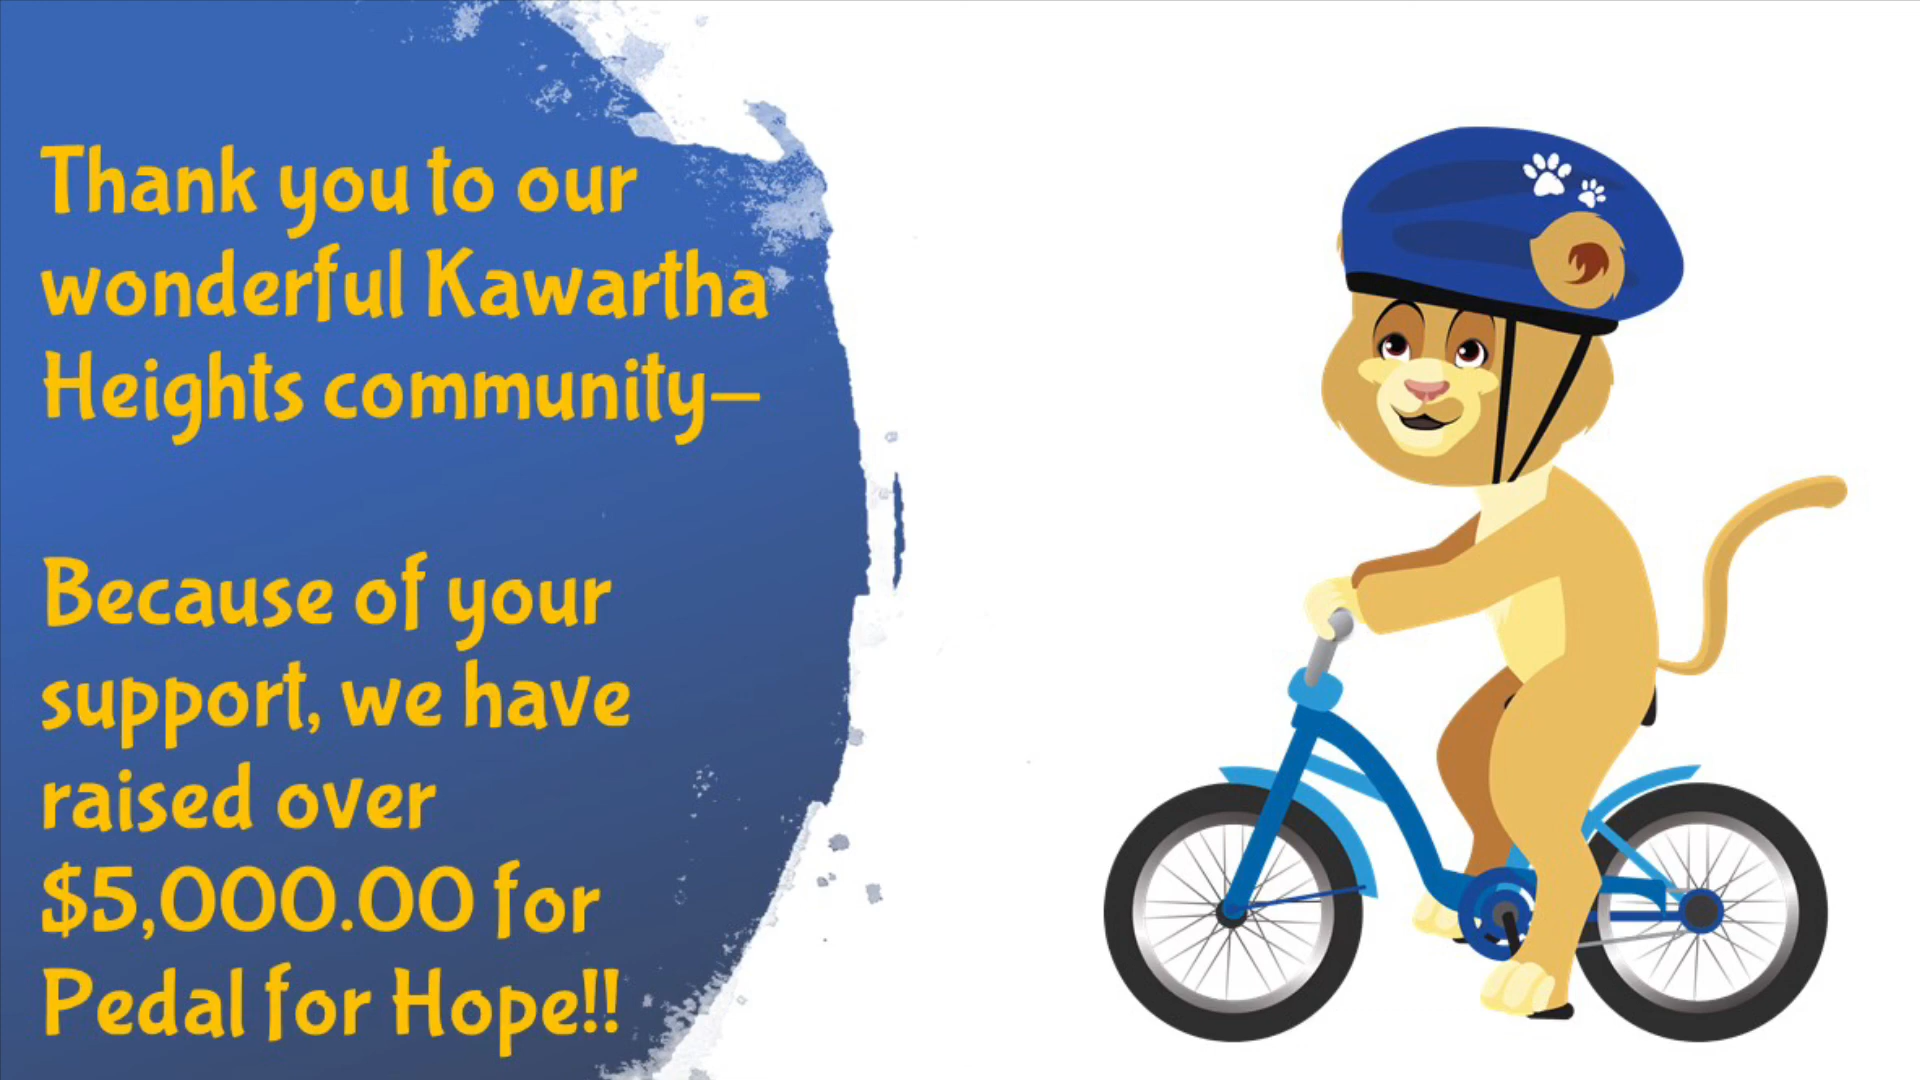 Thank you to our
wonderful Kawartha
Heights community–
Because of your
support, we have
raised over
$5,000.00 for
Pedal for Hope!!